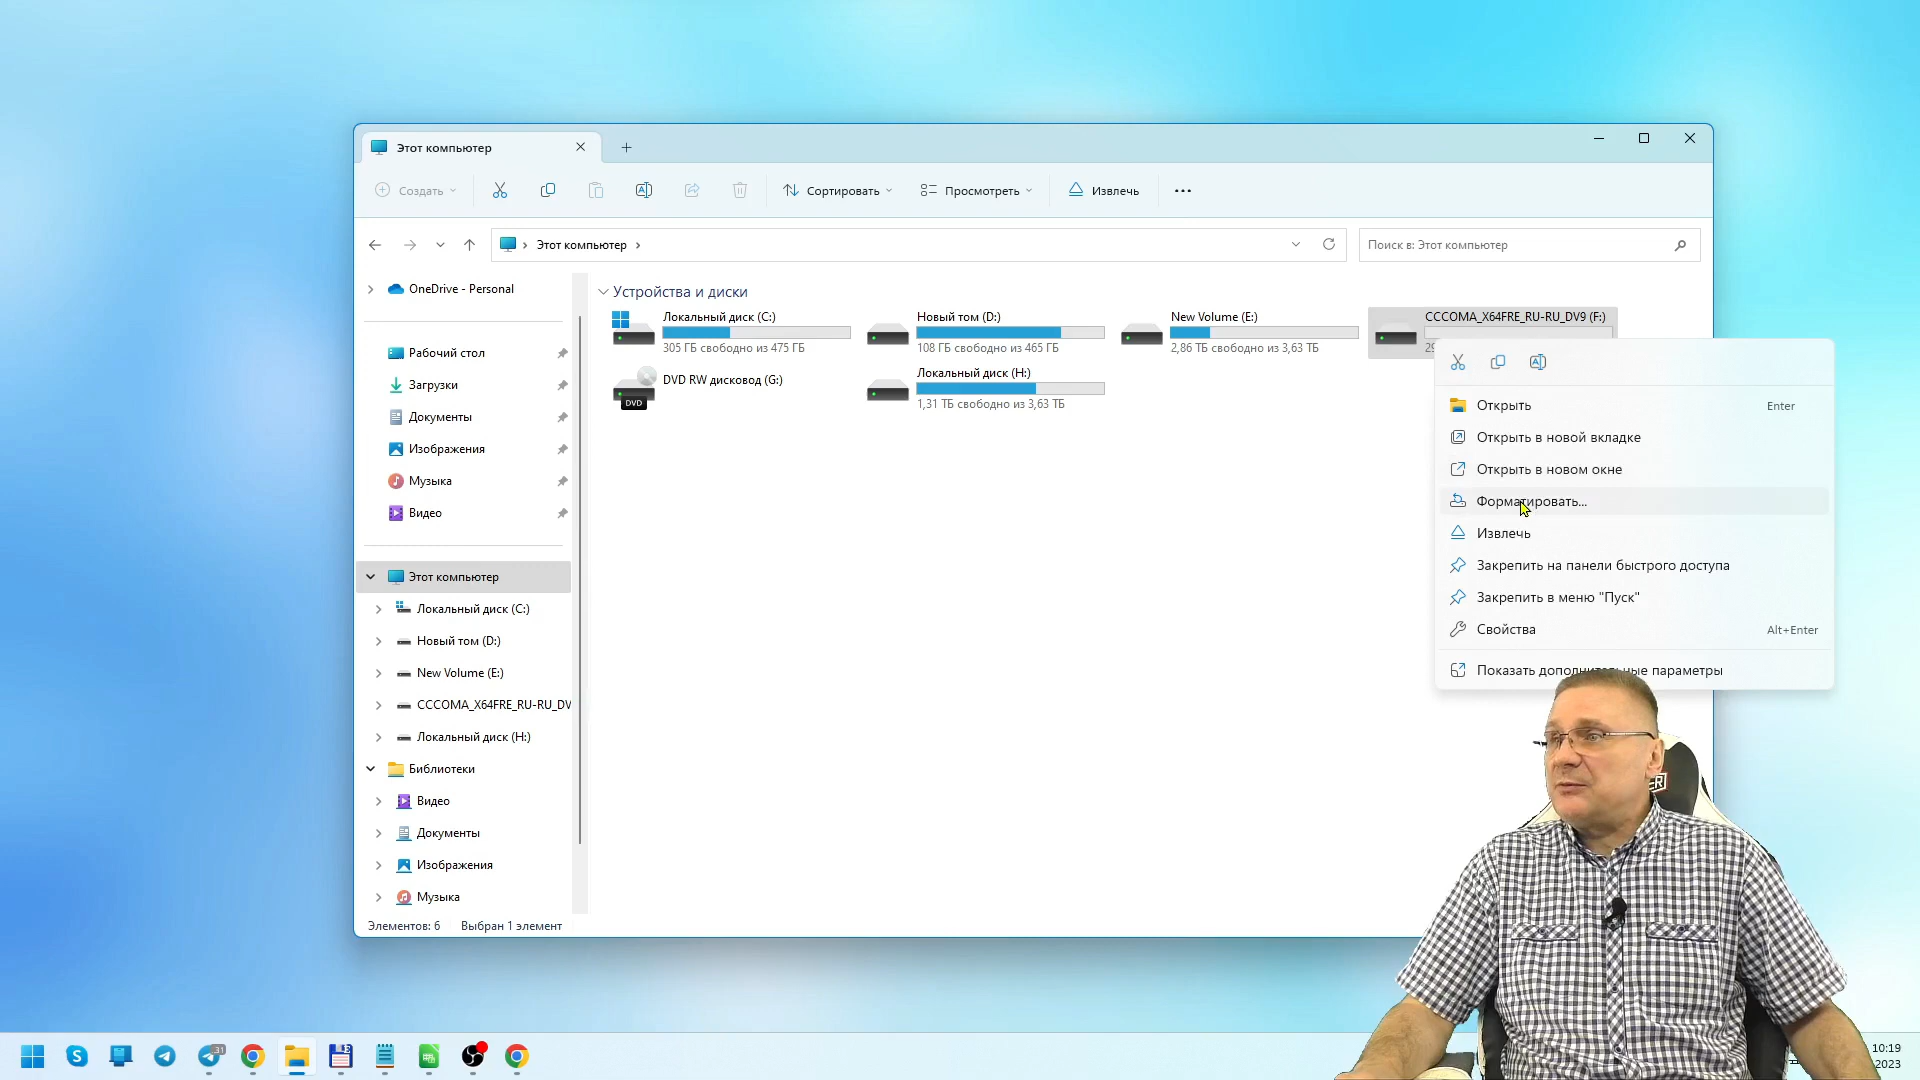 Этот компьютер
Создать
Сортировать
Просмотреть
Извлечь
Этот компьютер
Поиск в: Этот компьютер
OneDrive - Personal
Рабочий стол
Загрузки
Документы
Изображения
Музыка
Видео
Этот компьютер
Локальный диск (C:)
Новый том (D:)
New Volume (E:)
CCCOMA_X64FRE_RU-RU_DV
Локальный диск (H:)
Библиотеки
Видео
Документы
Изображения
Музыка
Элементов: 6 Выбран 1 элемент
Устройства и диски
Локальный диск (C:)
305 ГБ свободно из 475 ГБ
Новый том (D:)
108 ГБ свободно из 465 ГБ
New Volume (E:)
2,86 ТБ свободно из 3,63 ТБ
CCCOMA_X64FRE_RU-RU_DV9 (F:)
29
DVD RW дисковод (G:)
DVD
Локальный диск (H:)
1,31 ТБ свободно из 3,63 ТБ
Открыть Enter
Открыть в новой вкладке
Открыть в новом окне
Форматировать...
Извлечь
Закрепить на панели быстрого доступа
Закрепить в меню "Пуск"
Свойства Alt+Enter
Показать дополнительные параметры
31
10:19
2023